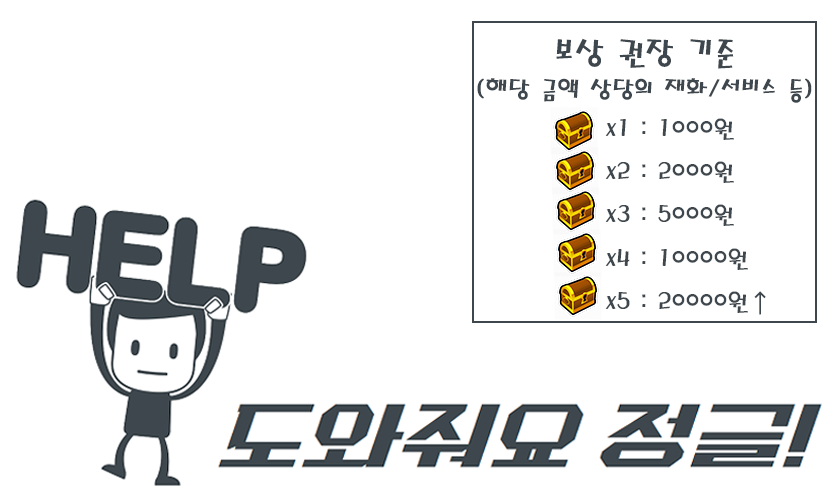 보상 권장 기준
(해당 금액 상당의 재화/서비스 등)
x1 : 1000원
x2 : 2000원
x3 : 5000원
x4 : 10000원
x5 : 20000원↑
HELP
도와줘요 정글!